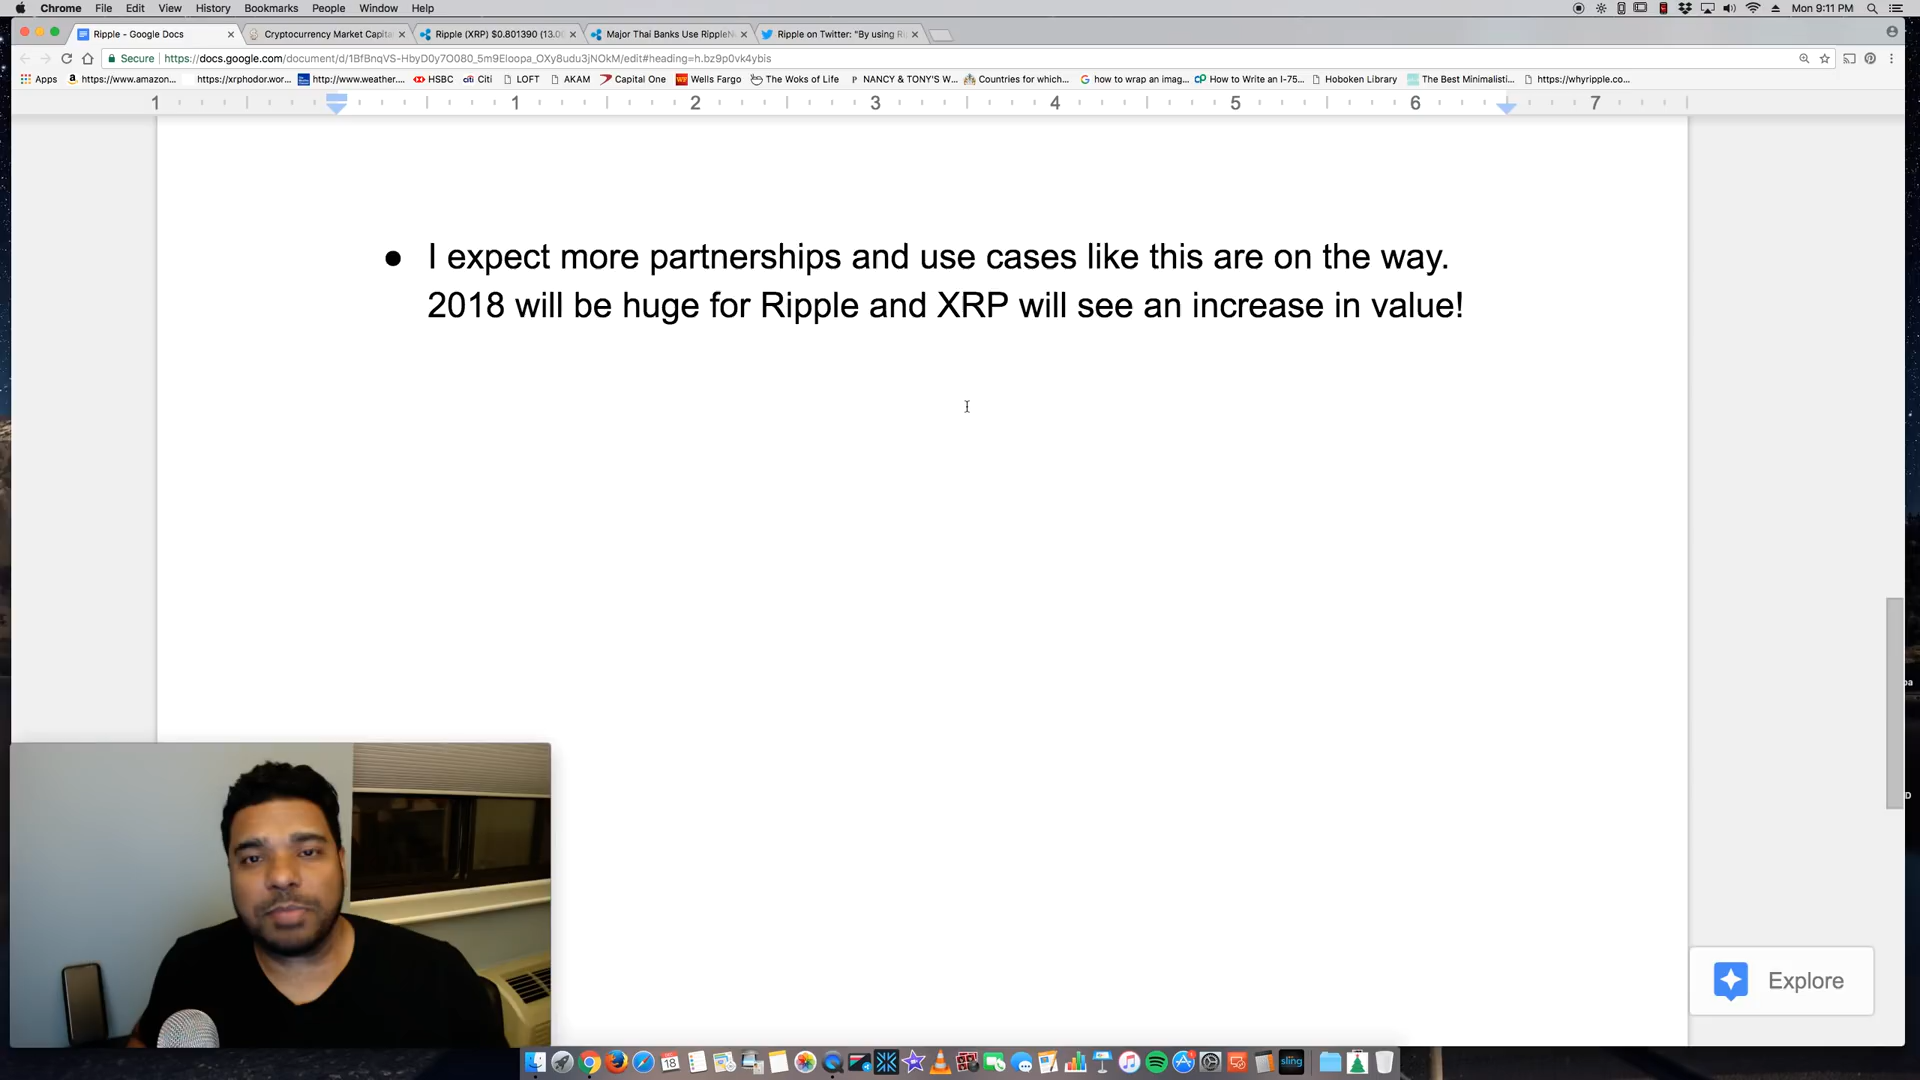 Chrome File Edit View History Bookmarks People Window Help Mon 9:11 PM
Ripple - Google Docs Cryptocurrency Market Capita Ripple (XRP) $0.801390 (13.0 Major Thai Banks Use RippleN Ripple on Twitter: "By using Ri
Secure https://docs.google.com/document/d/1BfBnqVS-HbyD0y7O080_5m9Eloopa_OXy8udu3jNOkM/edit#heading=h.bz9p0vk4ybis
Apps https://www.amazon... https://xrphodor.wor... http://www.weather.... HSBC Citi LOFT AKAM Capital One Wells Fargo The Woks of Life NANCY & TONY'S W... Countries for which... how to wrap an imag... How to Write an I-75... Hoboken Library The Best Minimalisti... https://whyripple.co...
1 1 2 3 4 5 6 7
● I expect more partnerships and use cases like this are on the way.
2018 will be huge for Ripple and XRP will see an increase in value!
Explore
18
sling